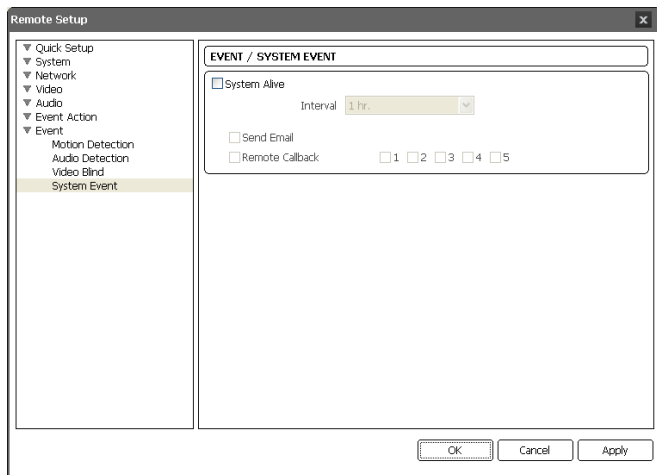 Remote Setup
x
Quick Setup
System
Network
Video
Audio
Event Action
Event
Motion Detection
Audio Detection
Video Blind
System Event
EVENT / SYSTEM EVENT
System Alive
Interval 1 hr.
Send Email
Remote Callback 1 2 3 4 5
OK Cancel Apply